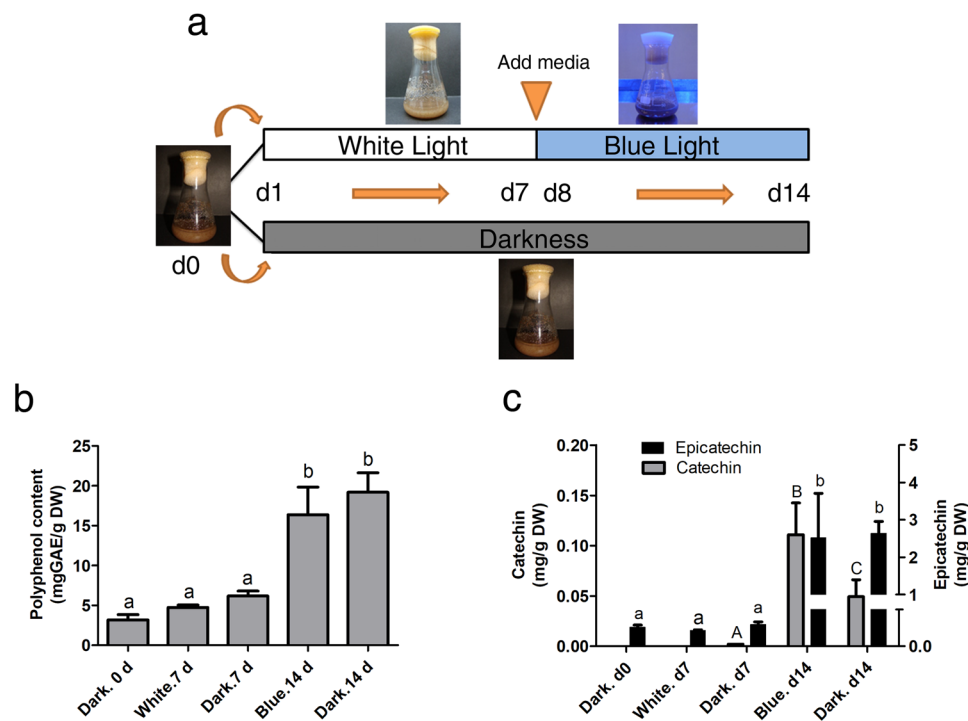 a
Add media
White Light
Blue Light
d1
d7
d8
d14
Darkness
d0
b
Polyphenol content
(mgGAE/g DW)
25
20
15
10
5
0
a
a
a
b
b
Dark. 0 d
White.7 d
Dark.7 d
Blue.14 d
Dark.14 d
c
Catechin
(mg/g DW)
0.20
0.15
0.10
0.05
0.00
Epicatechin
Catechin
a
a
A
a
B
b
C
b
5
4
3
2
1
0.0
Epicatechin
(mg/g DW)
Dark. d0
White. d7
Dark. d7
Blue. d14
Dark. d14